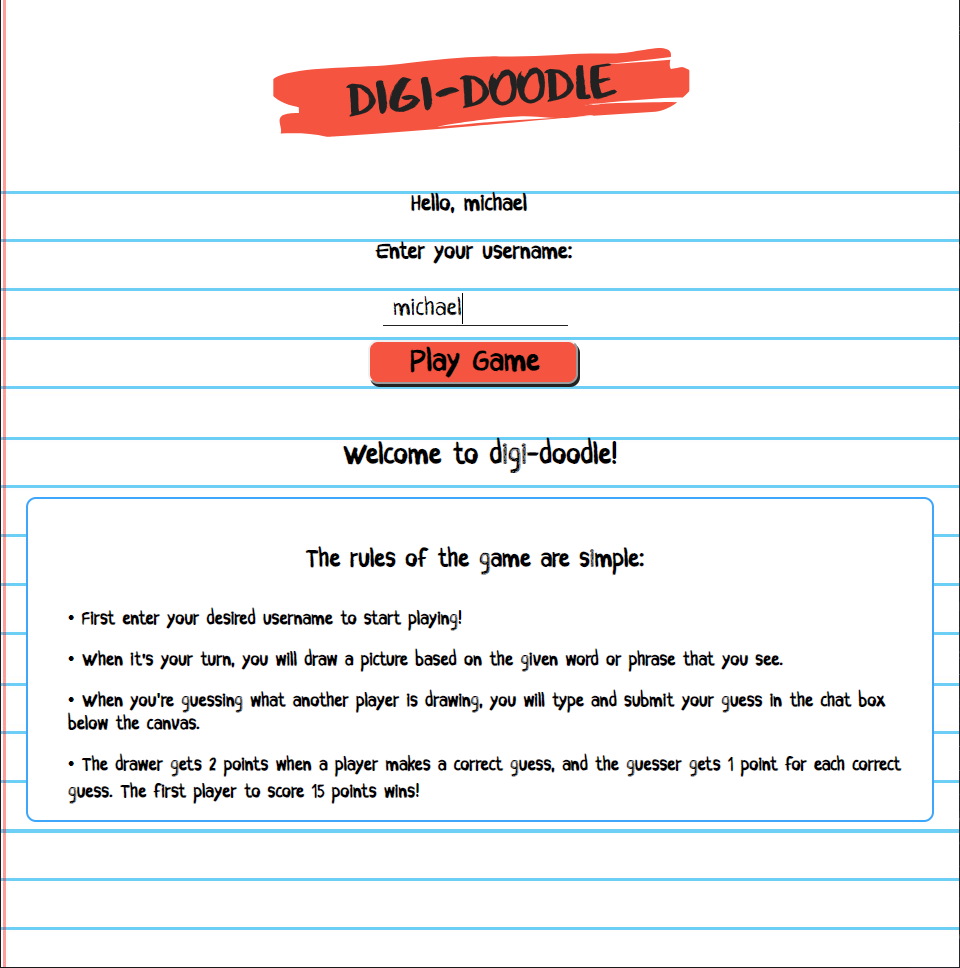 DIGI-DOODLE
Hello, michael
Enter your username:
michael
Play Game
Welcome to digi-doodle!
The rules of the game are simple:
• First enter your desired username to start playing!
• When it's your turn, you will draw a picture based on the given word or phrase that you see.
• When you're guessing what another player is drawing, you will type and submit your guess in the chat box
below the canvas.
• The drawer gets 2 points when a player makes a correct guess, and the guesser gets 1 point for each correct
guess. The first player to score 15 points wins!